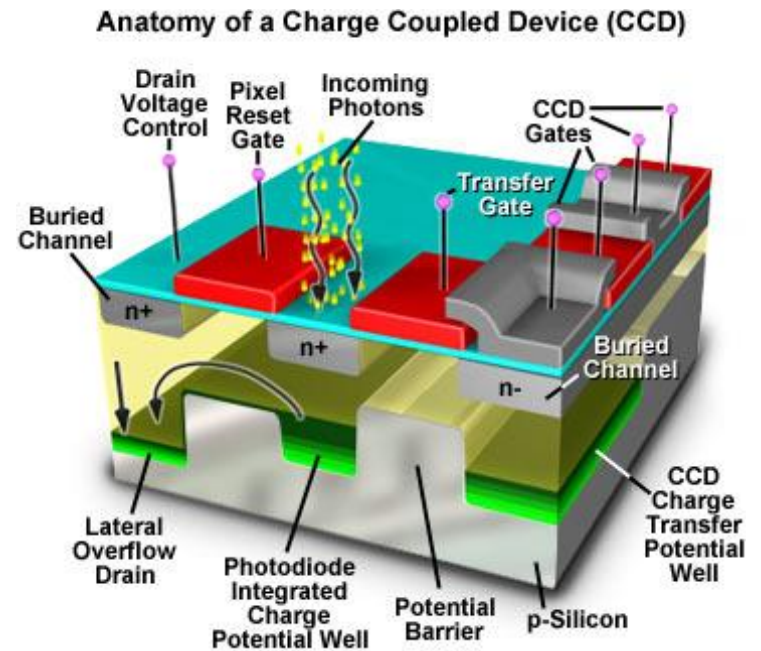 Anatomy of a Charge Coupled Device (CCD)
Drain
Voltage
Control
Pixel
Reset
Gate
Incoming
Photons
CCD
Gates
Transfer
Gate
Buried
Channel
n+
n+
n-
Buried
Channel
Lateral
Overflow
Drain
Photodiode
Integrated
Charge
Potential Well
Potential
Barrier
p-Silicon
CCD
Charge
Transfer
Potential
Well